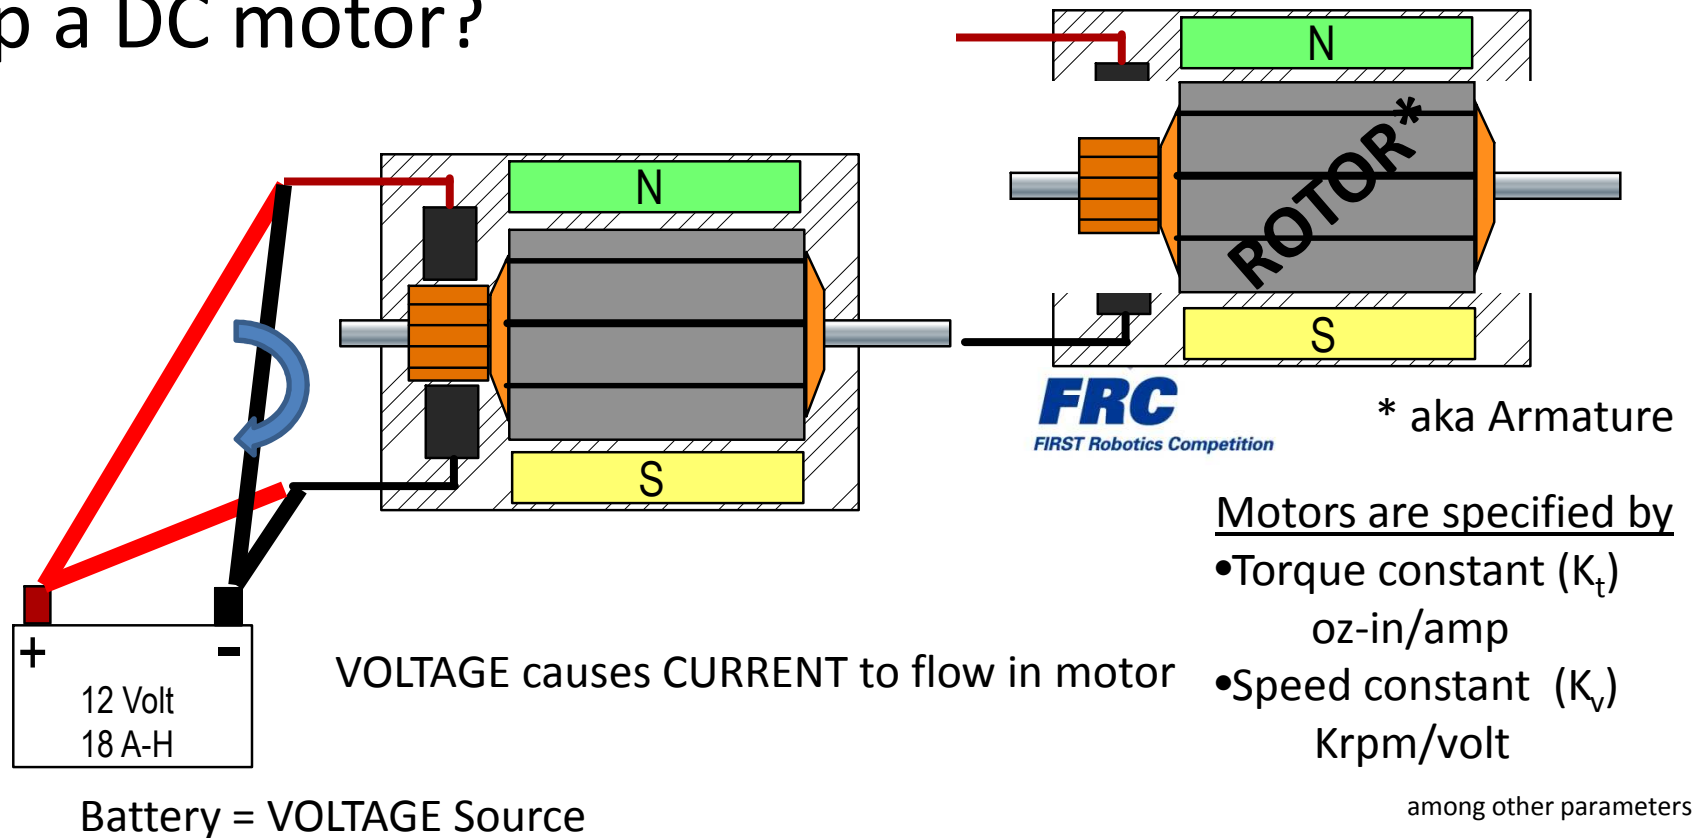 p a DC motor?
N
ROTOR*
S
N
S
FRC
FIRST Robotics Competition
* aka Armature
Motors are specified by
•Torque constant (Kt)
oz-in/amp
•Speed constant (Kv)
Krpm/volt
among other parameters
+ -
12 Volt
18 A-H
VOLTAGE causes CURRENT to flow in motor
Battery = VOLTAGE Source